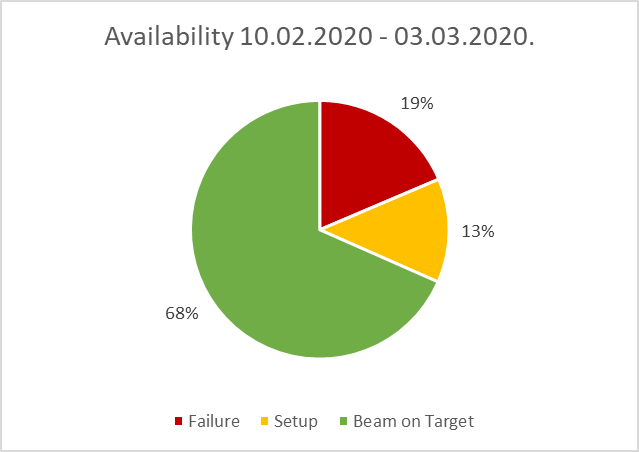 Availability 10.02.2020 - 03.03.2020.
19%
13%
68%
Failure Setup Beam on Target